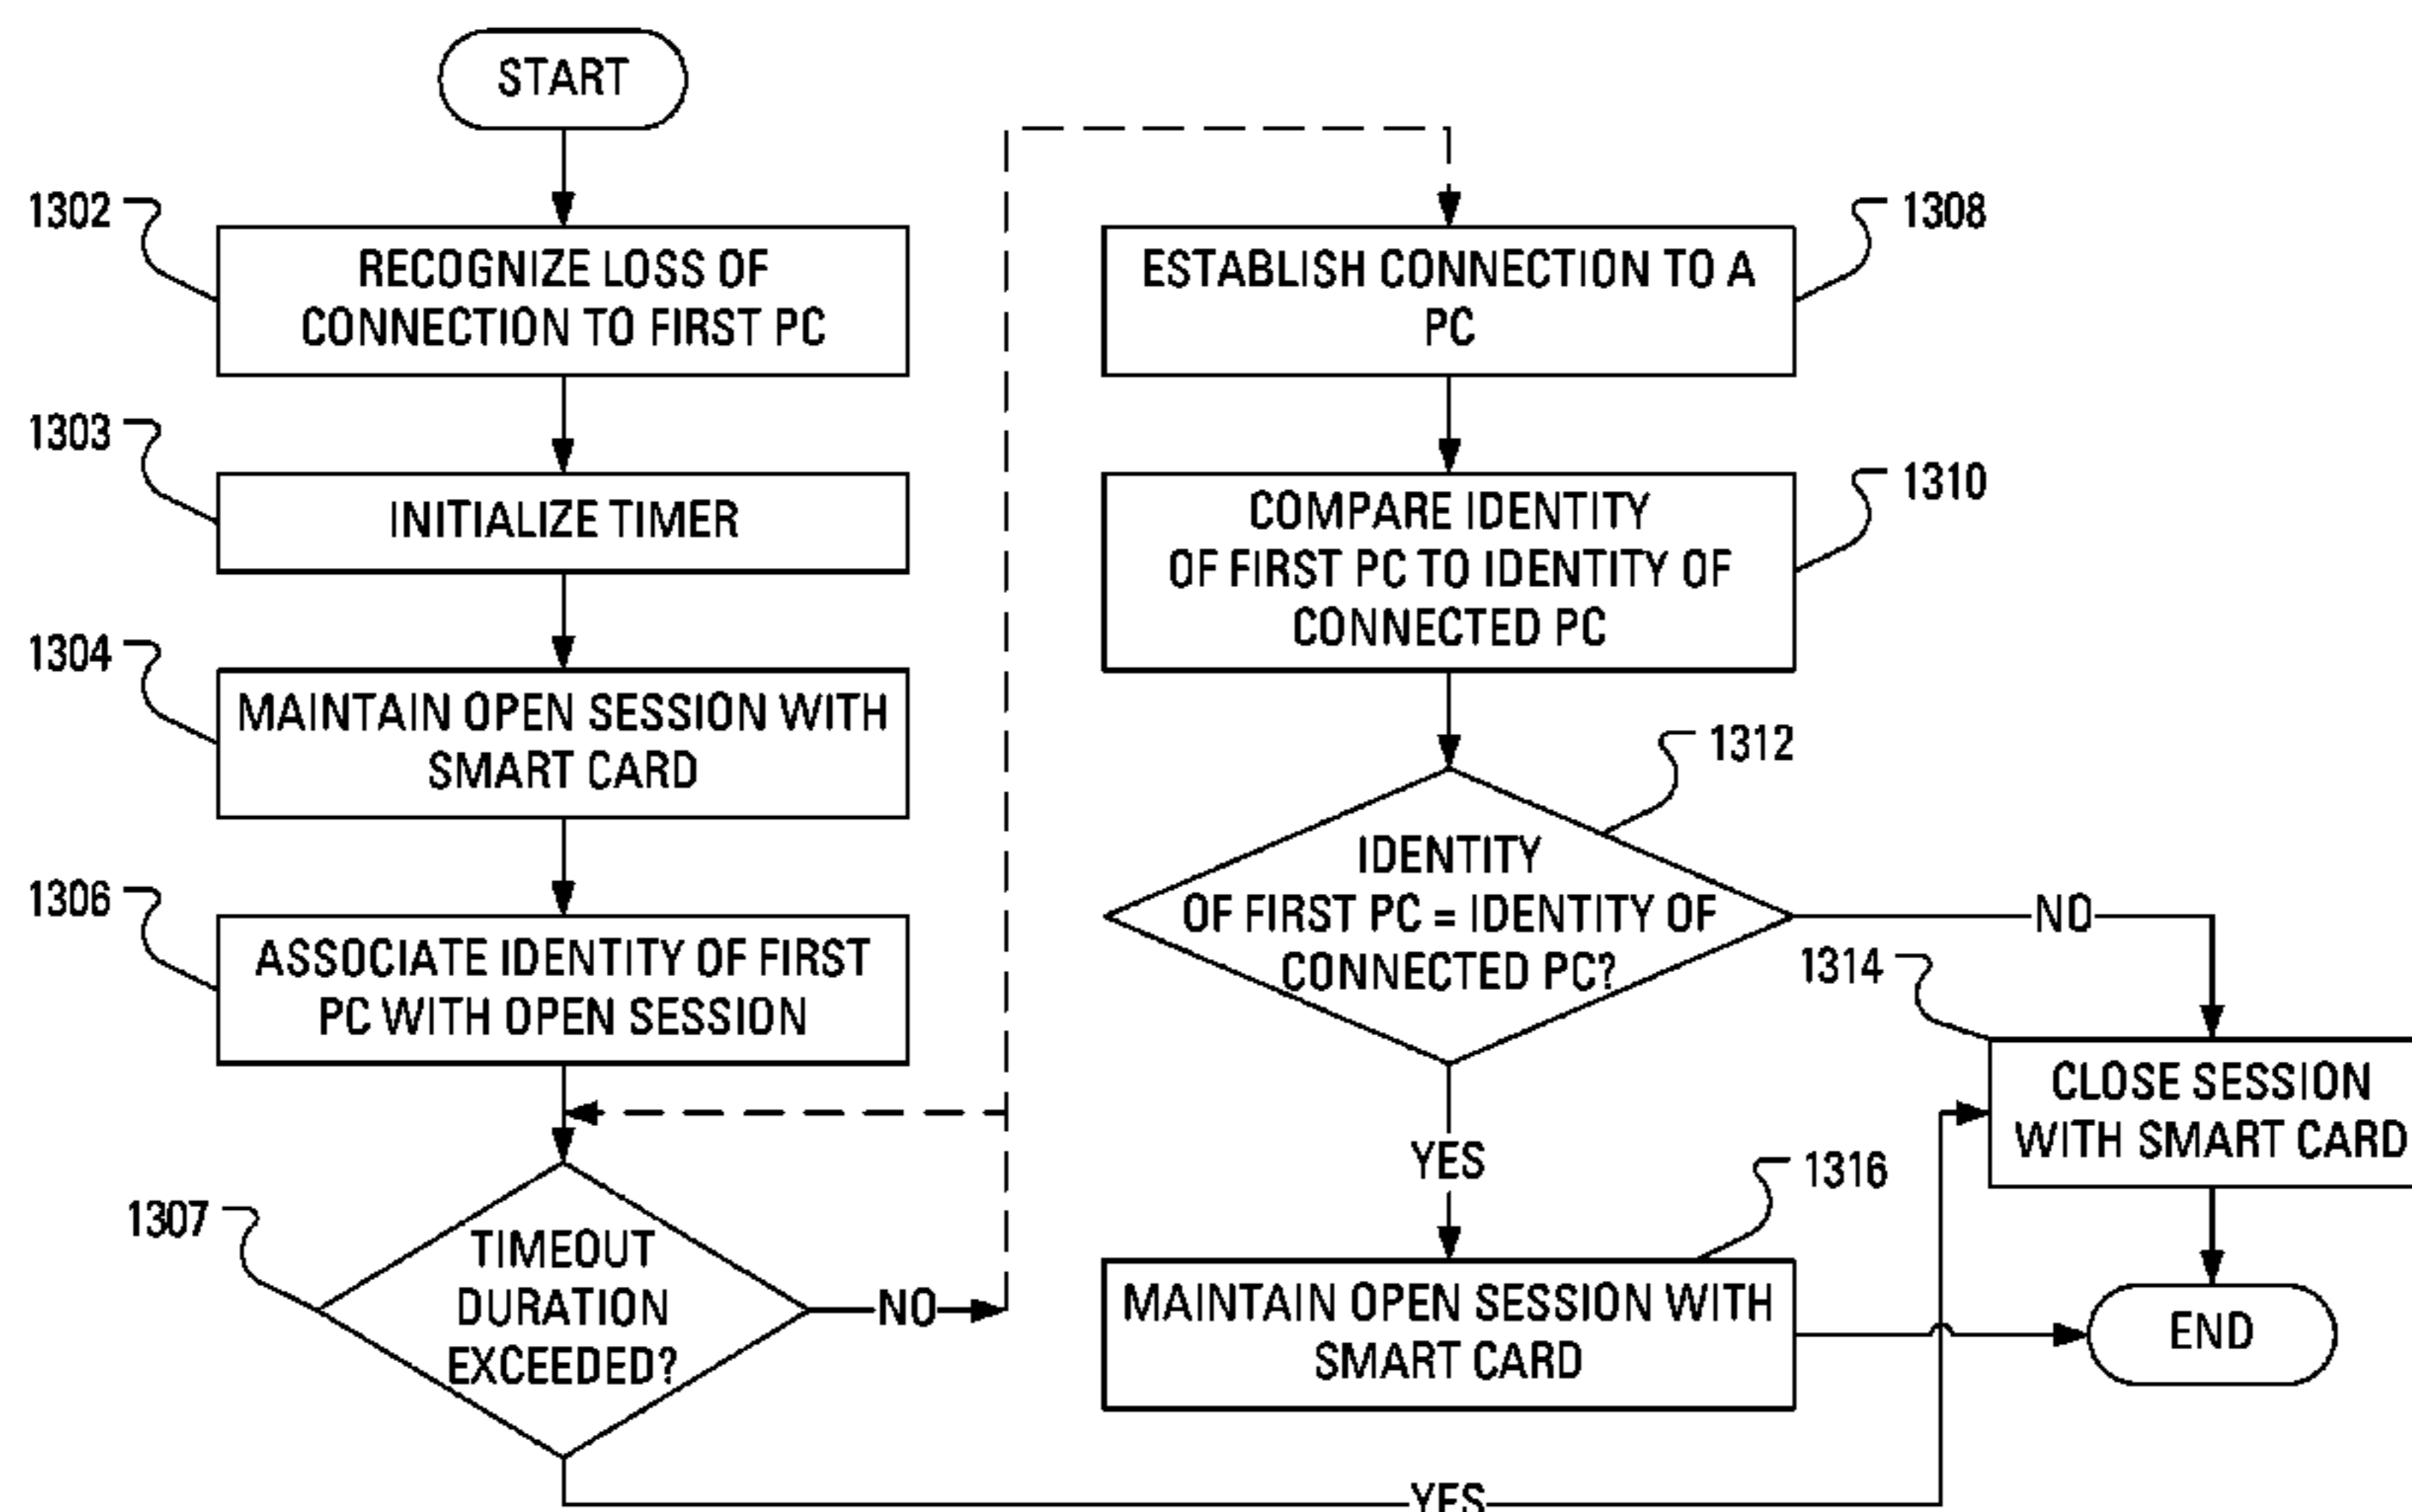 START
1302
RECOGNIZE LOSS OF
CONNECTION TO FIRST PC
1303
INITIALIZE TIMER
1304
MAINTAIN OPEN SESSION WITH
SMART CARD
1306
ASSOCIATE IDENTITY OF FIRST
PC WITH OPEN SESSION
1307
TIMEOUT
DURATION
EXCEEDED?
NO
YES
1308
ESTABLISH CONNECTION TO A
PC
1310
COMPARE IDENTITY
OF FIRST PC TO IDENTITY OF
CONNECTED PC
1312
IDENTITY
OF FIRST PC = IDENTITY OF
CONNECTED PC?
NO
YES
1314
CLOSE SESSION
WITH SMART CARD
1316
MAINTAIN OPEN SESSION WITH
SMART CARD
END